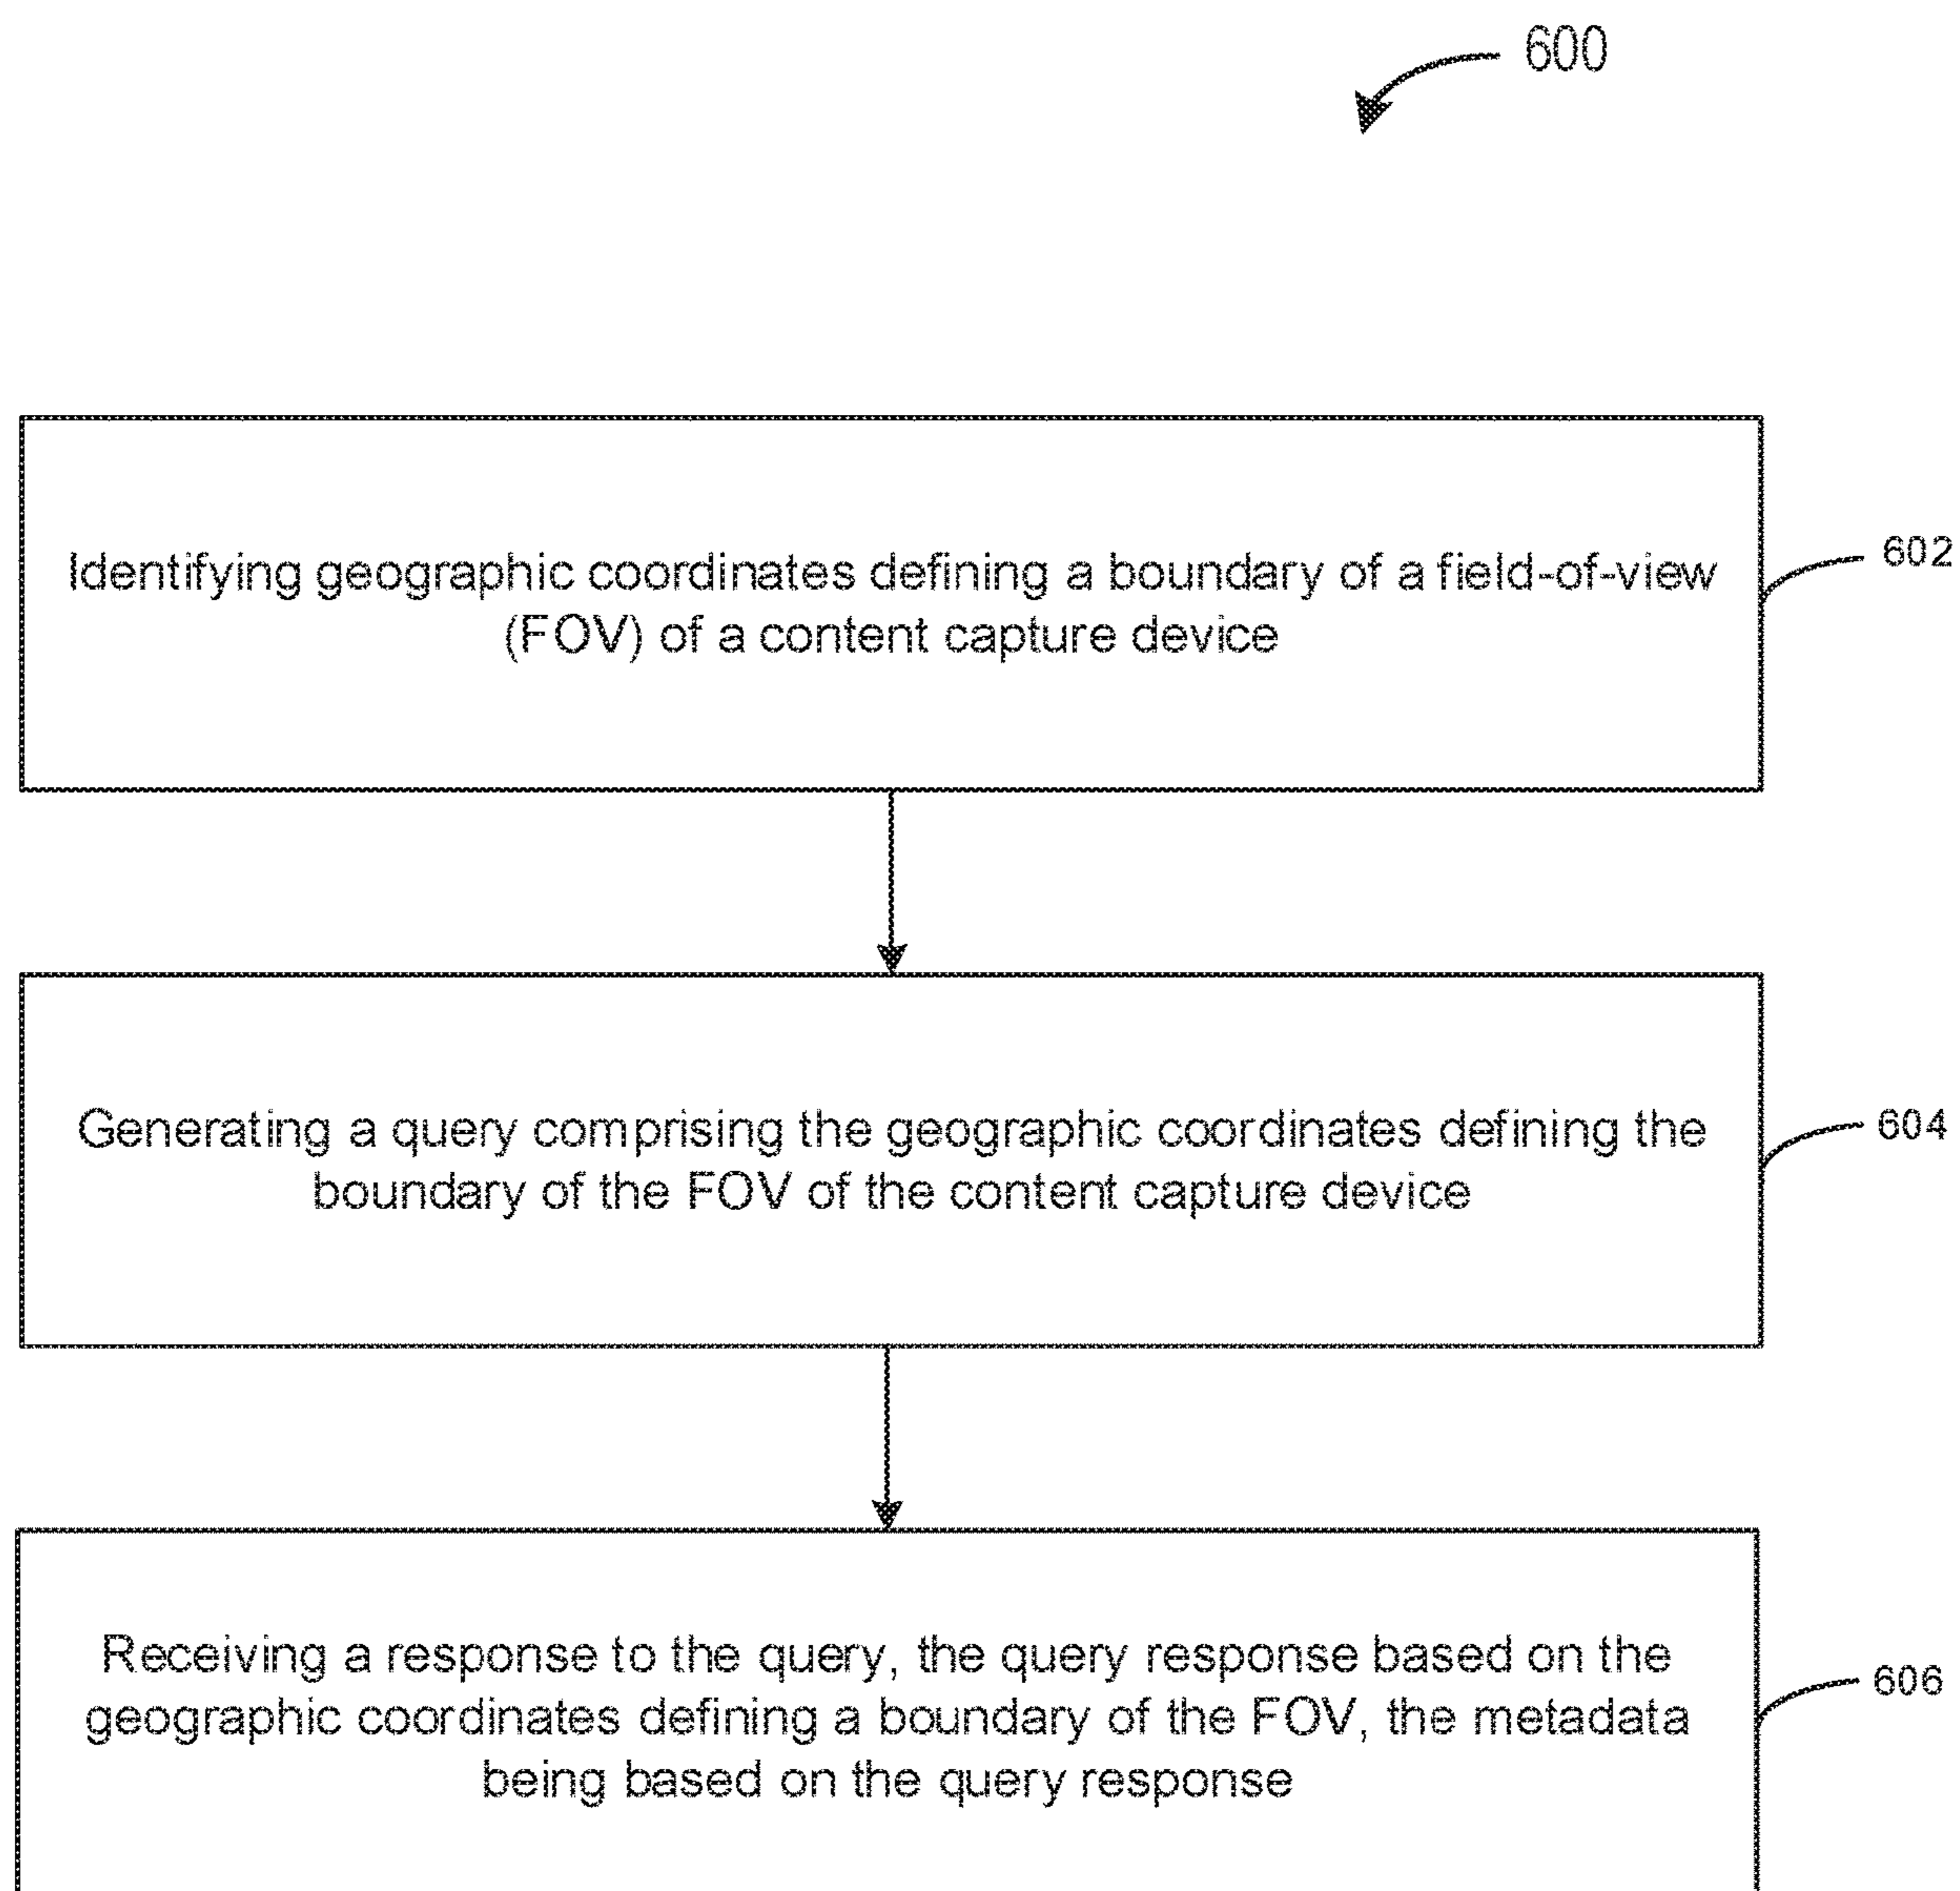 600
Identifying geographic coordinates defining a boundary of a field-of-view
(FOV) of a content capture device
602
Generating a query comprising the geographic coordinates defining the
boundary of the FOV of the content capture device
604
Receiving a response to the query, the query response based on the
geographic coordinates defining a boundary of the FOV, the metadata
being based on the query response
606